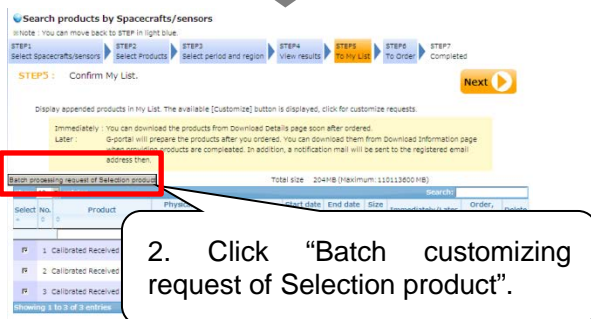 Search products by Spacecrafts/sensors
※Note : You can move back to STEP in light blue.
STEP1 STEP2 STEP3 STEP4 STEP5 STEP6 STEP7
Select Spacecrafts/sensors Select Products Select period and region View results To My List To Order Completed
STEP5 : Confirm My List.
Next
Display appended products in My List. The available [Customize] button is displayed, click for customize requests.
Immediately : You can download the products from Download Details page soon after ordered.
Later : G-portal will prepare the products after you ordered. You can download them from Download Information page
when providing products are compleated. In addition, a notification mail will be sent to the registered email
address then.
Batch processing request of Selection product
Total size 204MB (Maximum: 110113600 MB)
Search:
Select No. Product Start date End date Size Order,
1 Calibrated Received
2 Calibrated Received
3 Calibrated Received
Showing 1 to 3 of 3 entries
2. Click “Batch customizing
request of Selection product”.